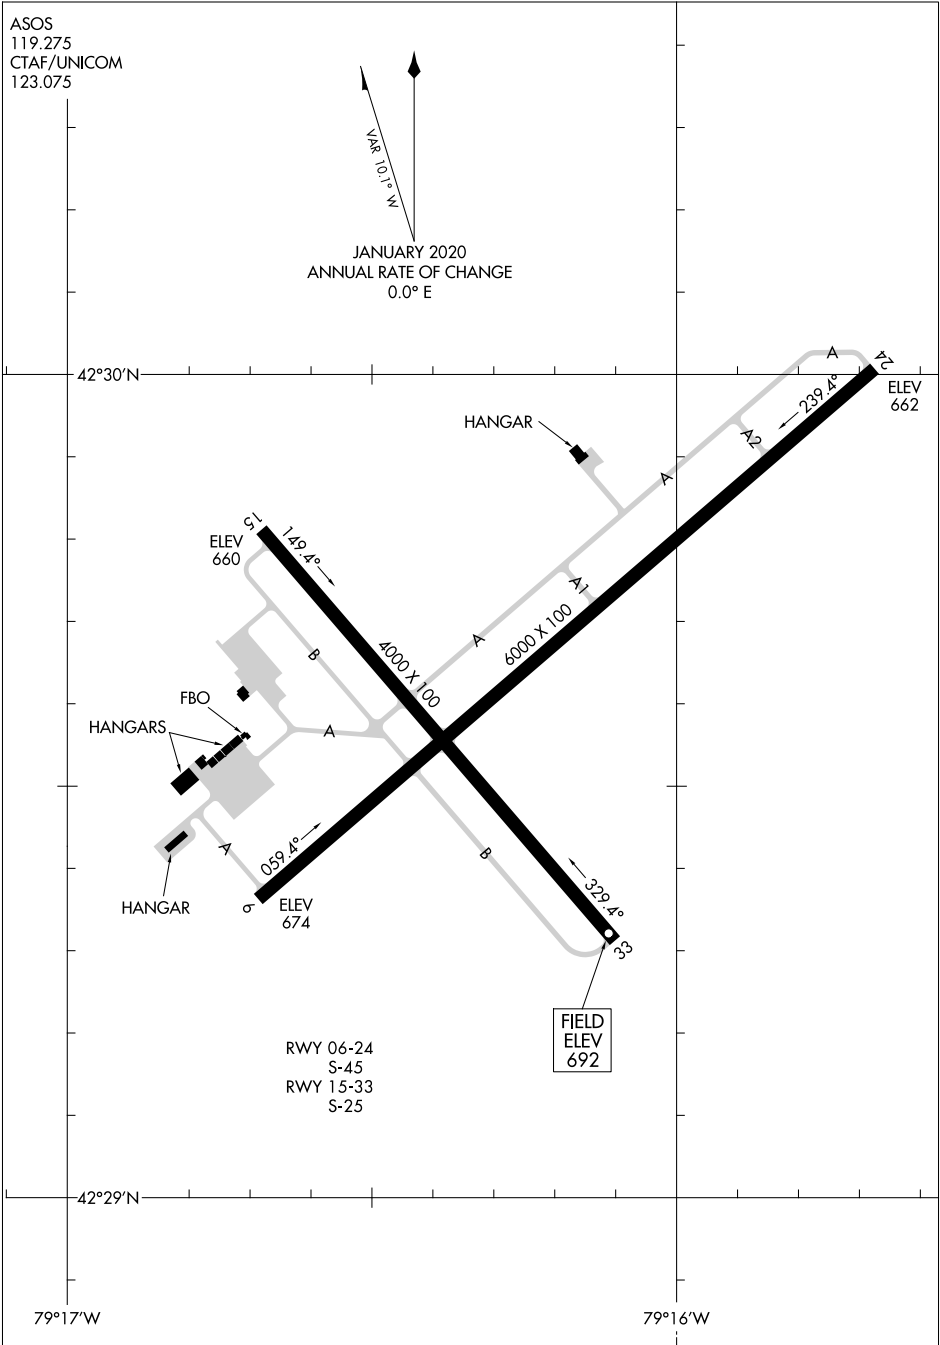 ASOS
119.275
CTAF/UNICOM
123.075
VAR 10.1° W
JANUARY 2020
ANNUAL RATE OF CHANGE
0.0° E
42°30'N
A
24
ELEV
662
239.4°
HANGAR
A2
A
15
ELEV
660
149.4°
A1
6000 X 100
A
4000 X 100
B
FBO
HANGARS
A
059.4°
A
B
329.4°
HANGAR
6
ELEV
674
33
FIELD
ELEV
692
RWY 06-24
S-45
RWY 15-33
S-25
42°29'N
79°17'W
79°16'W